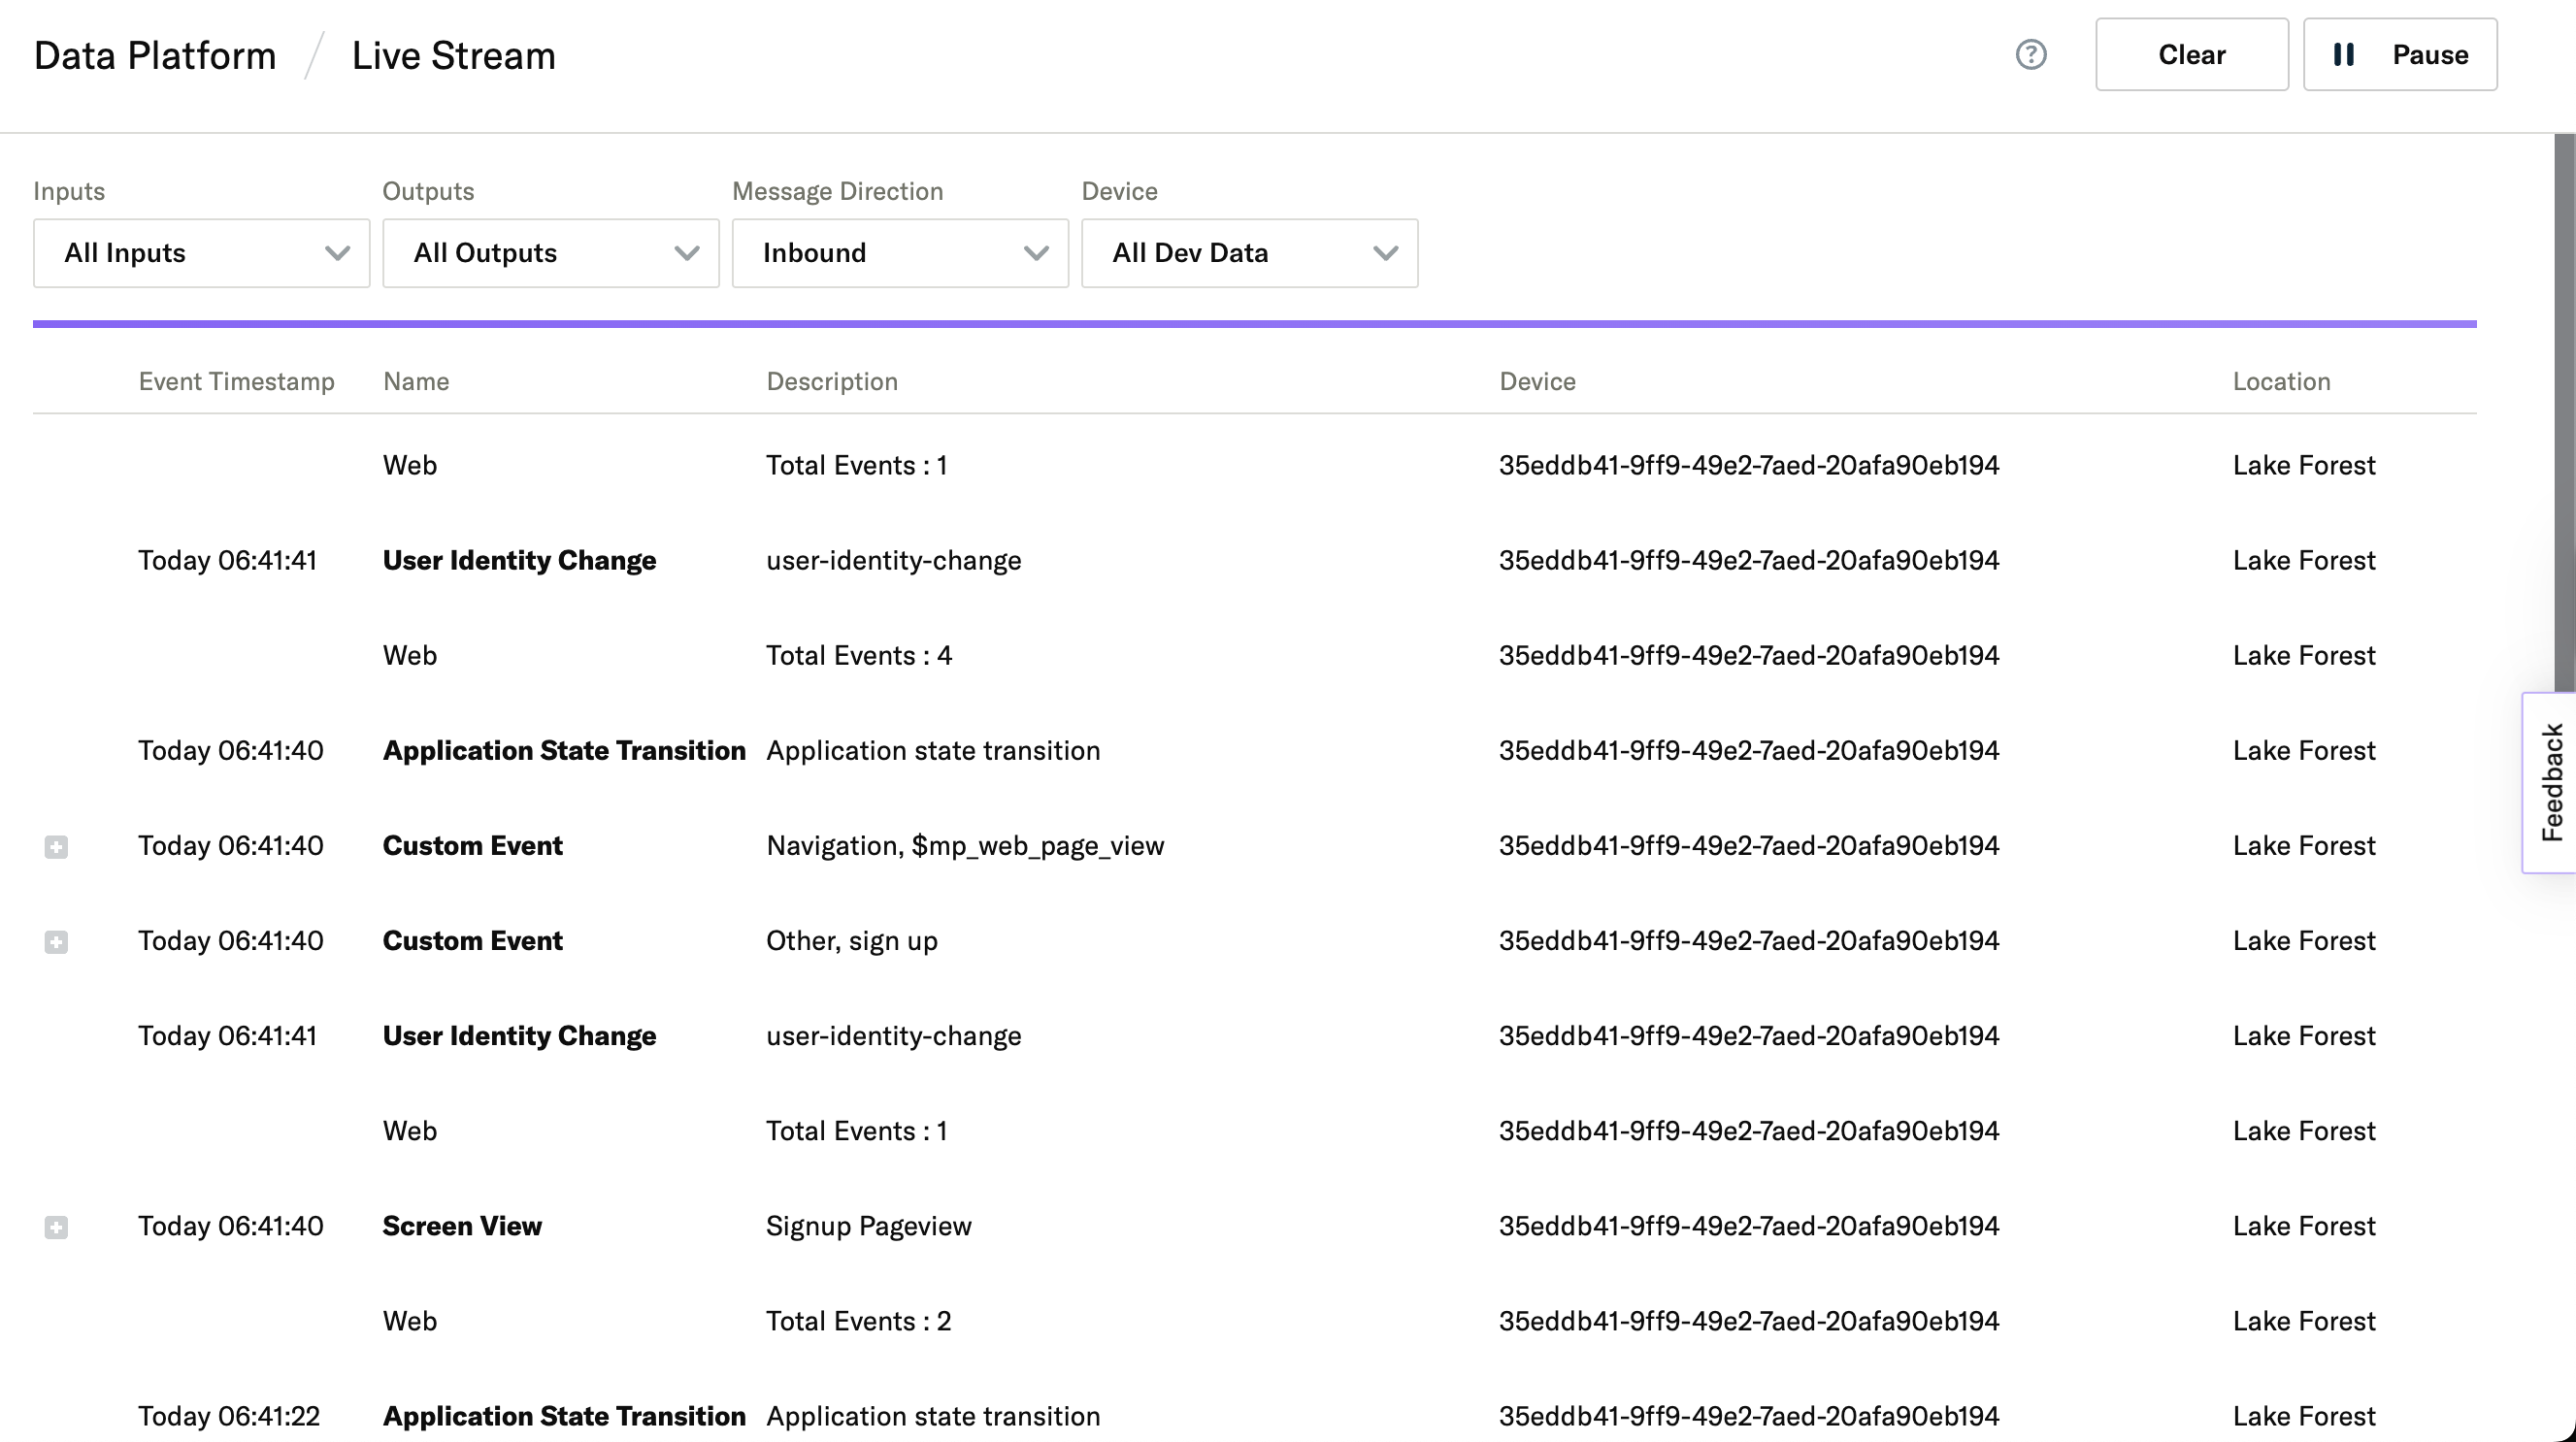 Data Platform / Live Stream
Clear
Pause
Inputs Outputs Message Direction Device
All Inputs All Outputs Inbound All Dev Data
Event Timestamp Name Description Device Location
Web Total Events : 1 35eddb41-9ff9-49e2-7aed-20afa90eb194 Lake Forest
Today 06:41:41 User Identity Change user-identity-change 35eddb41-9ff9-49e2-7aed-20afa90eb194 Lake Forest
Web Total Events : 4 35eddb41-9ff9-49e2-7aed-20afa90eb194 Lake Forest
Today 06:41:40 Application State Transition Application state transition 35eddb41-9ff9-49e2-7aed-20afa90eb194 Lake Forest
Today 06:41:40 Custom Event Navigation, $mp_web_page_view 35eddb41-9ff9-49e2-7aed-20afa90eb194 Lake Forest
Today 06:41:40 Custom Event Other, sign up 35eddb41-9ff9-49e2-7aed-20afa90eb194 Lake Forest
Today 06:41:41 User Identity Change user-identity-change 35eddb41-9ff9-49e2-7aed-20afa90eb194 Lake Forest
Web Total Events : 1 35eddb41-9ff9-49e2-7aed-20afa90eb194 Lake Forest
Today 06:41:40 Screen View Signup Pageview 35eddb41-9ff9-49e2-7aed-20afa90eb194 Lake Forest
Web Total Events : 2 35eddb41-9ff9-49e2-7aed-20afa90eb194 Lake Forest
Today 06:41:22 Application State Transition Application state transition 35eddb41-9ff9-49e2-7aed-20afa90eb194 Lake Forest
Feedback